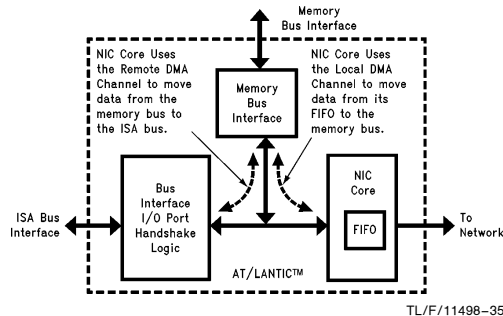 Memory
Bus Interface
NIC Core Uses
the Remote DMA
Channel to move
data from the
memory bus to
the ISA bus.
NIC Core Uses
the Local DMA
Channel to move
data from its
FIFO to the
memory bus.
Memory
Bus
Interface
Bus
Interface
I/O Port
Handshake
Logic
NIC
Core
FIFO
ISA Bus
Interface
To
Network
AT/LANTIC™
TL/F/11498–35